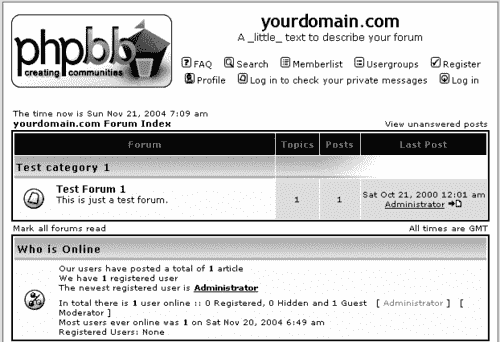 phpbb
creating communities
yourdomain.com
A _little_ text to describe your forum
FAQ Search Memberlist Usergroups Register
Profile Log in to check your private messages Log in
The time now is Sun Nov 21, 2004 7:09 am
yourdomain.com Forum Index View unanswered posts
Forum Topics Posts Last Post
Test category 1
Test Forum 1
This is just a test forum.
1 1
Sat Oct 21, 2000 12:01 am
Administrator
Mark all forums read All times are GMT
Who is Online
Our users have posted a total of 1 article
We have 1 registered user
The newest registered user is Administrator
In total there is 1 user online :: 0 Registered, 0 Hidden and 1 Guest [ Administrator ] [
Moderator ]
Most users ever online was 1 on Sat Nov 20, 2004 6:49 am
Registered Users: None